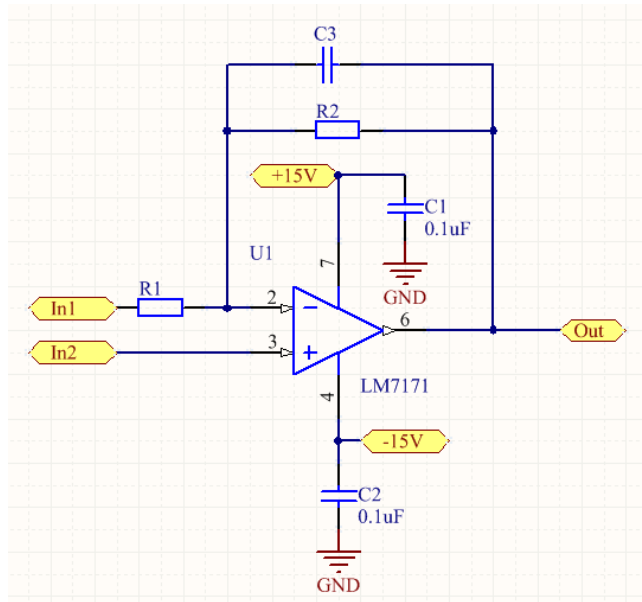 C3
R2
+15V
C1
0.1uF
U1
7
GND
R1
In1
2
6
Out
In2
3
LM7171
4
-15V
C2
0.1uF
GND